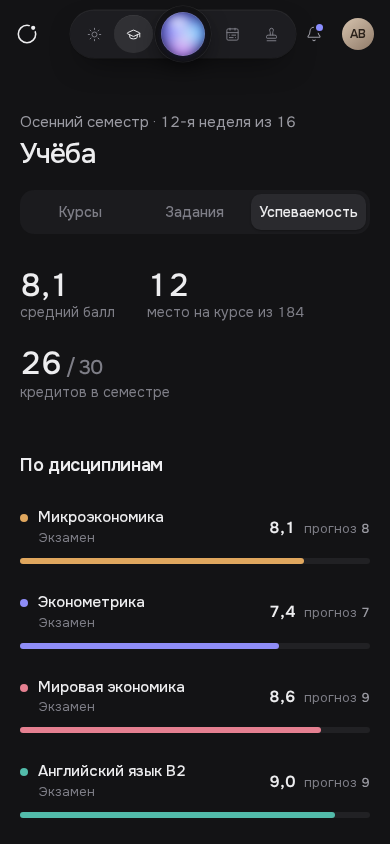 AB
Осенний семестр · 12-я неделя из 16
Учёба
Курсы Задания Успеваемость
8,1 12
средний балл место на курсе из 184
26 / 30
кредитов в семестре
По дисциплинам
Микроэкономика 8,1 прогноз 8
Экзамен
Эконометрика 7,4 прогноз 7
Экзамен
Мировая экономика 8,6 прогноз 9
Экзамен
Английский язык B2 9,0 прогноз 9
Экзамен